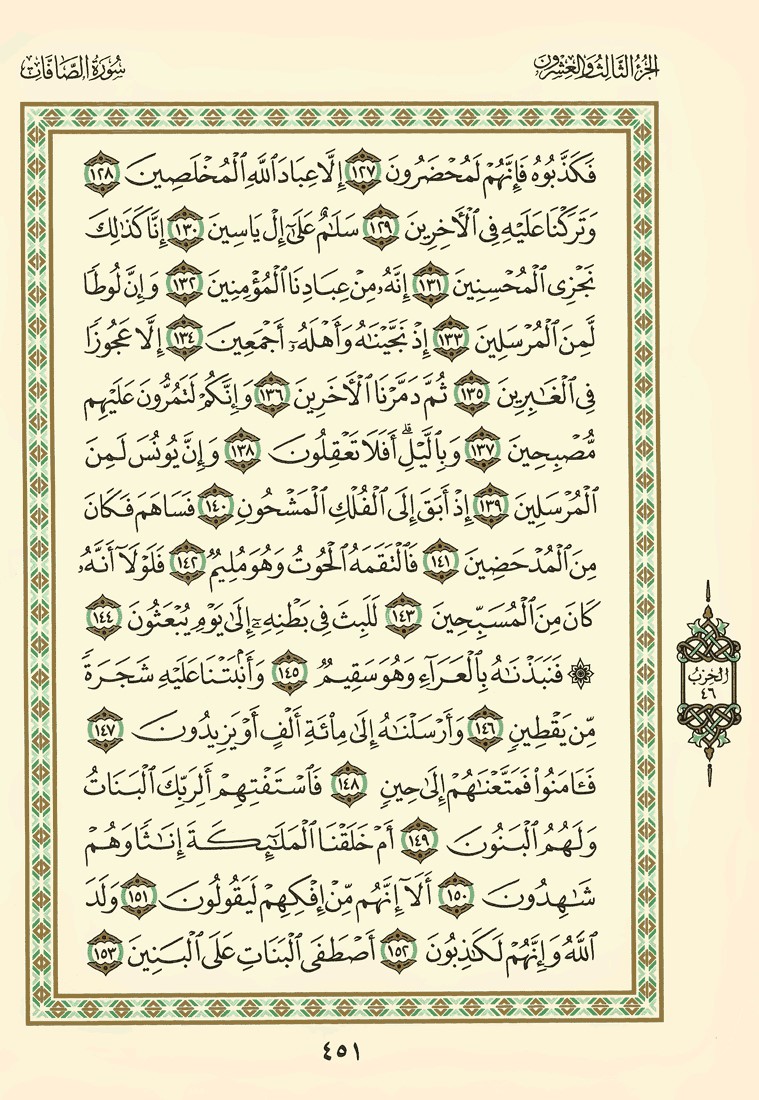 الجزء الثالث والعشرون
سورة الصافات
فَكَذَّبُوهُ فَإِنَّهُمْ لَمُحْضَرُونَ ١٢٧ إِلَّا عِبَادَ ٱللَّهِ ٱلْمُخْلَصِينَ ١٢٨
وَتَرَكْنَا عَلَيْهِ فِى ٱلْأَخِرِينَ ١٢٩ سَلَٰمٌ عَلَىٰٓ إِلْ يَاسِينَ ١٣٠ إِنَّا كَذَٰلِكَ
نَجْزِى ٱلْمُحْسِنِينَ ١٣١ إِنَّهُۥ مِنْ عِبَادِنَا ٱلْمُؤْمِنِينَ ١٣٢ وَإِنَّ لُوطًا
لَّمِنَ ٱلْمُرْسَلِينَ ١٣٣ إِذْ نَجَّيْنَٰهُ وَأَهْلَهُۥٓ أَجْمَعِينَ ١٣٤ إِلَّا عَجُوزًا
فِى ٱلْغَٰبِرِينَ ١٣٥ ثُمَّ دَمَّرْنَا ٱلْأَخَرِينَ ١٣٦ وَإِنَّكُمْ لَتَمُرُّونَ عَلَيْهِم
مُّصْبِحِينَ ١٣٧ وَبِٱلَّيْلِ ۗ أَفَلَا تَعْقِلُونَ ١٣٨ وَإِنَّ يُونُسَ لَمِنَ
ٱلْمُرْسَلِينَ ١٣٩ إِذْ أَبَقَ إِلَى ٱلْفُلْكِ ٱلْمَشْحُونِ ١٤٠ فَسَاهَمَ فَكَانَ
مِنَ ٱلْمُدْحَضِينَ ١٤١ فَٱلْتَقَمَهُ ٱلْحُوتُ وَهُوَ مُلِيمٌ ١٤٢ فَلَوْلَآ أَنَّهُۥ
كَانَ مِنَ ٱلْمُسَبِّحِينَ ١٤٣ لَلَبِثَ فِى بَطْنِهِۦٓ إِلَىٰ يَوْمِ يُبْعَثُونَ ١٤٤
۞ فَنَبَذْنَٰهُ بِٱلْعَرَآءِ وَهُوَ سَقِيمٌ ١٤٥ وَأَنۢبَتْنَا عَلَيْهِ شَجَرَةً
مِّن يَقْطِينٍ ١٤٦ وَأَرْسَلْنَٰهُ إِلَىٰ مِا۟ئَةِ أَلْفٍ أَوْ يَزِيدُونَ ١٤٧
فَـَٔامَنُوا۟ فَمَتَّعْنَٰهُمْ إِلَىٰ حِينٍ ١٤٨ فَٱسْتَفْتِهِمْ أَلِرَبِّكَ ٱلْبَنَاتُ
وَلَهُمُ ٱلْبَنُونَ ١٤٩ أَمْ خَلَقْنَا ٱلْمَلَٰٓئِكَةَ إِنَٰثًا وَهُمْ
شَٰهِدُونَ ١٥٠ أَلَآ إِنَّهُم مِّنْ إِفْكِهِمْ لَيَقُولُونَ ١٥١ وَلَدَ
ٱللَّهُ وَإِنَّهُمْ لَكَٰذِبُونَ ١٥٢ أَصْطَفَى ٱلْبَنَاتِ عَلَى ٱلْبَنِينَ ١٥٣
الحزب
٤٦
٤٥١